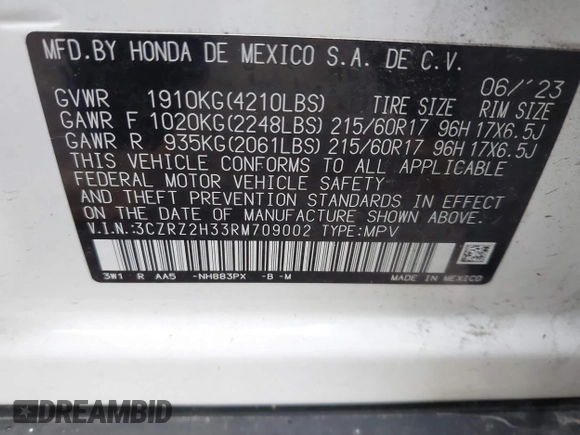 MFD.BY HONDA DE MEXICO S.A. DE C.V.
06/'23
GVWR 1910KG(4210LBS) TIRE SIZE RIM SIZE
GAWR F 1020KG(2248LBS) 215/60R17 96H 17X6.5J
GAWR R 935KG(2061LBS) 215/60R17 96H 17X6.5J
THIS VEHICLE CONFORMS TO ALL APPLICABLE
FEDERAL MOTOR VEHICLE SAFETY
AND THEFT PREVENTION STANDARDS IN EFFECT
ON THE DATE OF MANUFACTURE SHOWN ABOVE.
V.I.N:3CZRZ2H33RM709002 TYPE:MPV
3W1 R AA5 -NH883PX -B -M MADE IN MEXICO
DREAMBID